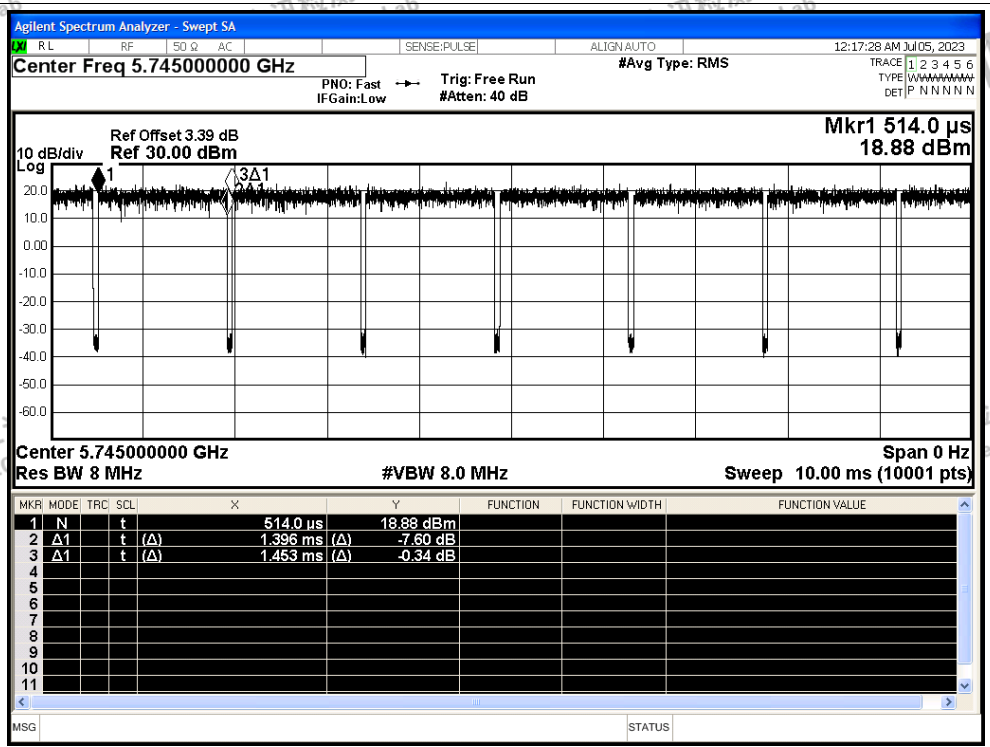 Agilent Spectrum Analyzer - Swept SA
LXI RL RF 50 Ω AC SENSE:PULSE ALIGN AUTO 12:17:28 AM Jul 05, 2023
Center Freq 5.745000000 GHz #Avg Type: RMS TRACE 1 2 3 4 5 6
PNO: Fast Trig: Free Run TYPE WWWWWW
IFGain:Low #Atten: 40 dB DET P N N N N N
Mkr1 514.0 µs
Ref Offset 3.39 dB
10 dB/div Ref 30.00 dBm 18.88 dBm
Log
1 3Δ1
2Δ1
20.0
10.0
0.00
-10.0
-20.0
-30.0
-40.0
-50.0
-60.0
Center 5.745000000 GHz Span 0 Hz
Res BW 8 MHz #VBW 8.0 MHz Sweep 10.00 ms (10001 pts)
MKR MODE TRC SCL X Y FUNCTION FUNCTION WIDTH FUNCTION VALUE
1 N t 514.0 µs 18.88 dBm
2 Δ1 t (Δ) 1.396 ms (Δ) -7.60 dB
3 Δ1 t (Δ) 1.453 ms (Δ) -0.34 dB
4
5
6
7
8
9
10
11
MSG STATUS